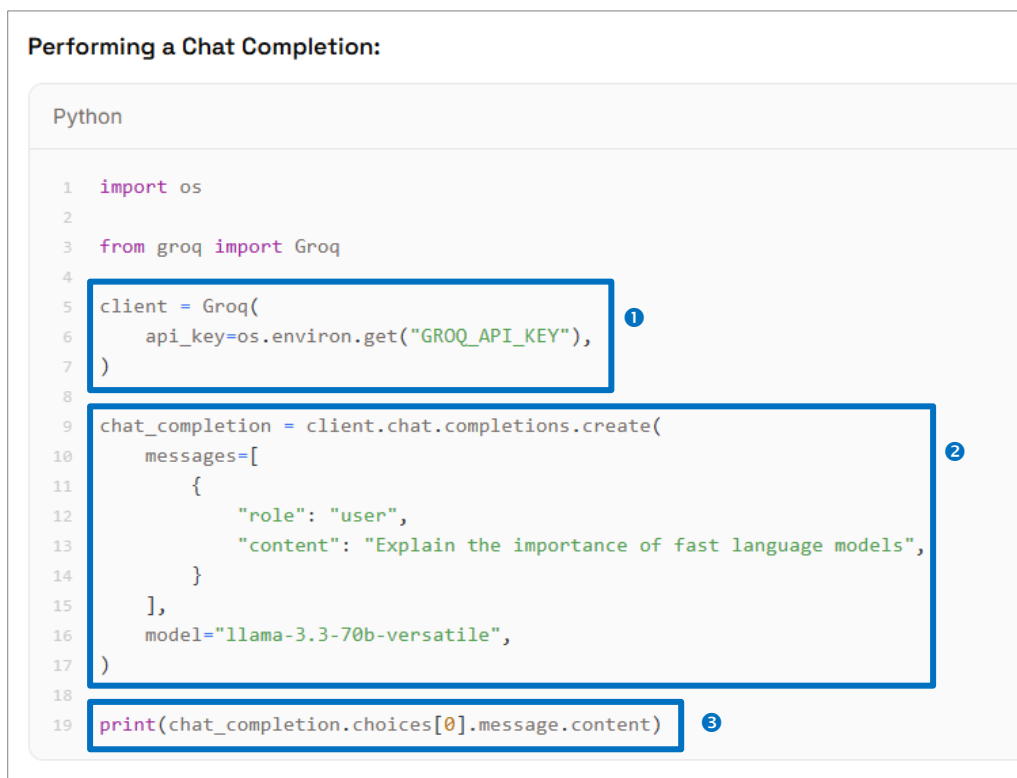 Performing a Chat Completion:
Python
1 import os
2
3 from groq import Groq
4
5 client = Groq(
6     api_key=os.environ.get("GROQ_API_KEY"),
❶
7 )
8
9 chat_completion = client.chat.completions.create(
10     messages=[
❷
11         {
12             "role": "user",
13             "content": "Explain the importance of fast language models",
14         }
15     ],
16     model="llama-3.3-70b-versatile",
17 )
18
19 print(chat_completion.choices[0].message.content) ❸